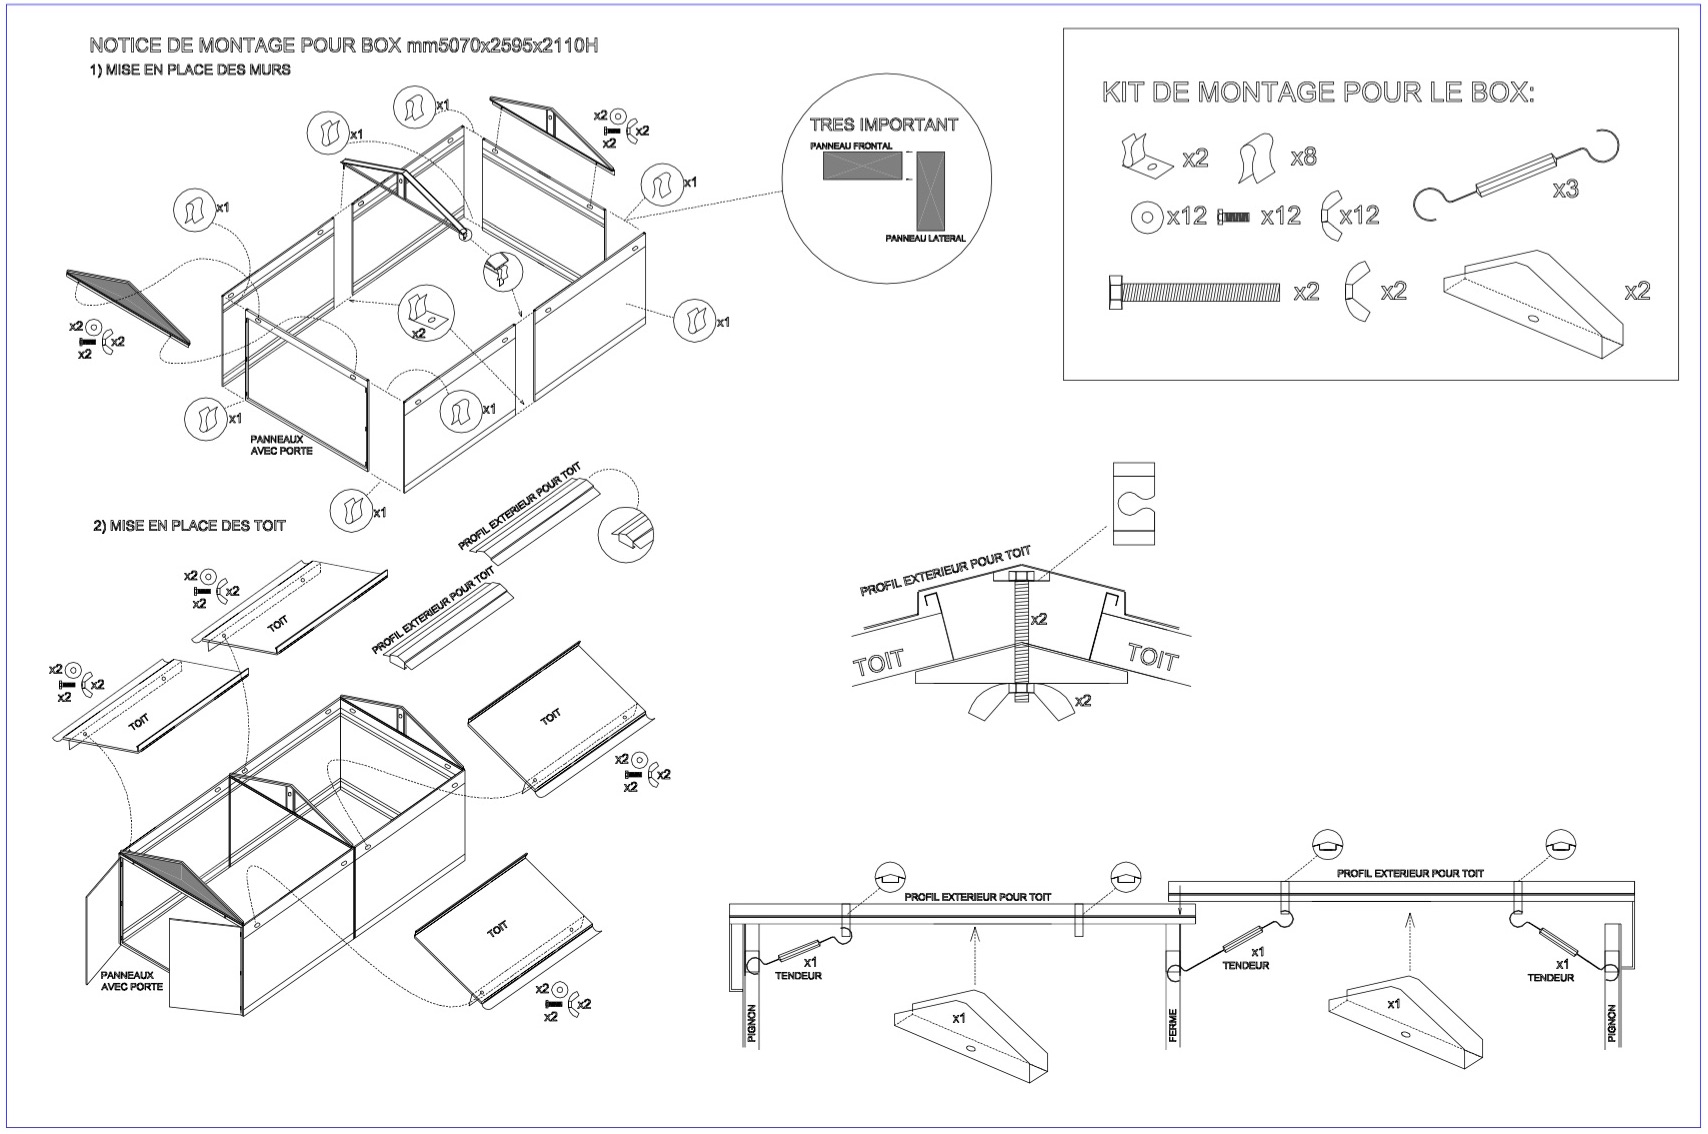 NOTICE DE MONTAGE POUR BOX mm5070x2595x2110H
1) MISE EN PLACE DES MURS
x1
x1
x2
x2
x2
x1
x1
x2
x2
x2
x2
x1
x1
x1
PANNEAUX
AVEC PORTE
x1
TRES IMPORTANT
PANNEAU FRONTAL
PANNEAU LATERAL
KIT DE MONTAGE POUR LE BOX:
x2
x8
x3
x12
x12
x12
x2
x2
x2
2) MISE EN PLACE DES TOIT
PROFIL EXTERIEUR POUR TOIT
PROFIL EXTERIEUR POUR TOIT
x2
x2
x2
TOIT
x2
x2
x2
TOIT
TOIT
x2
x2
x2
TOIT
x2
x2
x2
PANNEAUX
AVEC PORTE
PROFIL EXTERIEUR POUR TOIT
x2
TOIT
TOIT
x2
PROFIL EXTERIEUR POUR TOIT
x1
TENDEUR
PIGNON
x1
PROFIL EXTERIEUR POUR TOIT
x1
TENDEUR
x1
TENDEUR
FERME
x1
PIGNON